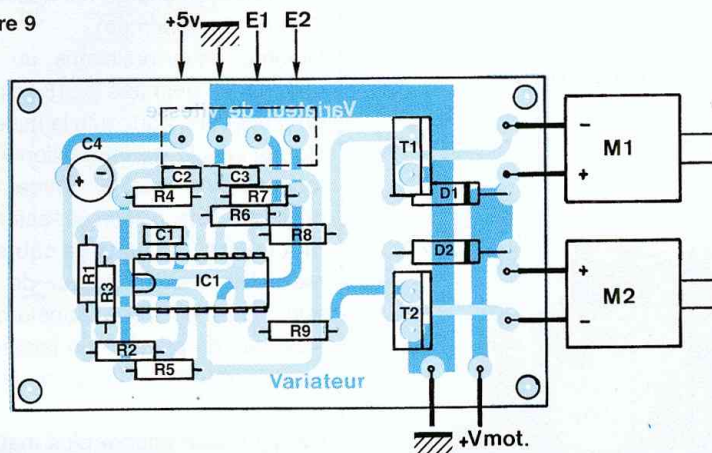 re 9
+5v E1 E2
Variateur de vitesse
C4
+ -
C2 C3
T1
- M1
+
R4 R7
D1
R6
C1 R8
D2
R1
R3
IC1
+ M2
-
T2
R9
R2
R5
Variateur
+Vmot.